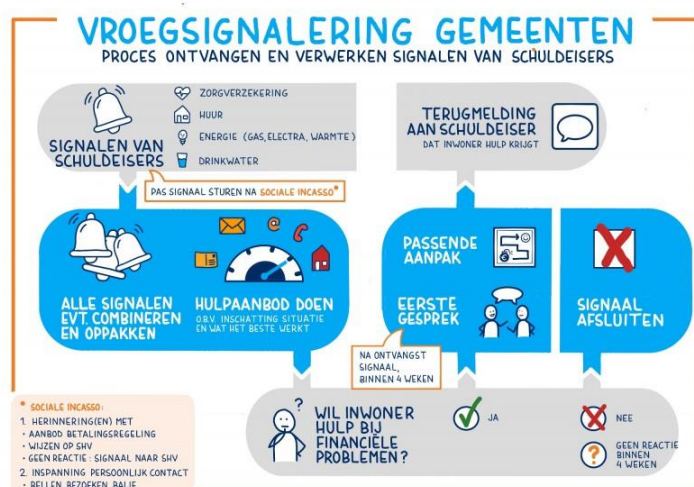 VROEGSIGNALERING GEMEENTEN
PROCES ONTVANGEN EN VERWERKEN SIGNALEN VAN SCHULDEISERS
SIGNALEN VAN
SCHULDEISERS
ZORGVERZEKERING
HUUR
ENERGIE (GAS, ELECTRA, WARMTE)
DRINKWATER
PAS SIGNAAL STUREN NA SOCIALE INCASSO*
TERUGMELDING
AAN SCHULDEISER
DAT INWONER HULP KRIJGT
ALLE SIGNALEN
EVT. COMBINEREN
EN OPPAKKEN
HULPAANBOD DOEN
O.B.V. INSCHATTING SITUATIE
EN WAT HET BESTE WERKT
PASSENDE
AANPAK
EERSTE
GESPREK
SIGNAAL
AFSLUITEN
NA ONTVANGST
SIGNAAL,
BINNEN 4 WEKEN
WIL INWONER
HULP BIJ
FINANCIËLE
PROBLEMEN?
JA
NEE
GEEN REACTIE
BINNEN
4 WEKEN
* SOCIALE INCASSO:
1. HERINNERING(EN) MET
• AANBOD BETALINGSREGELING
• WIJZEN OP SHV
• GEEN REACTIE: SIGNAAL NAAR SHV
2. INSPANNING PERSOONLIJK CONTACT
• BELLEN, BEZOEKEN, BALIE